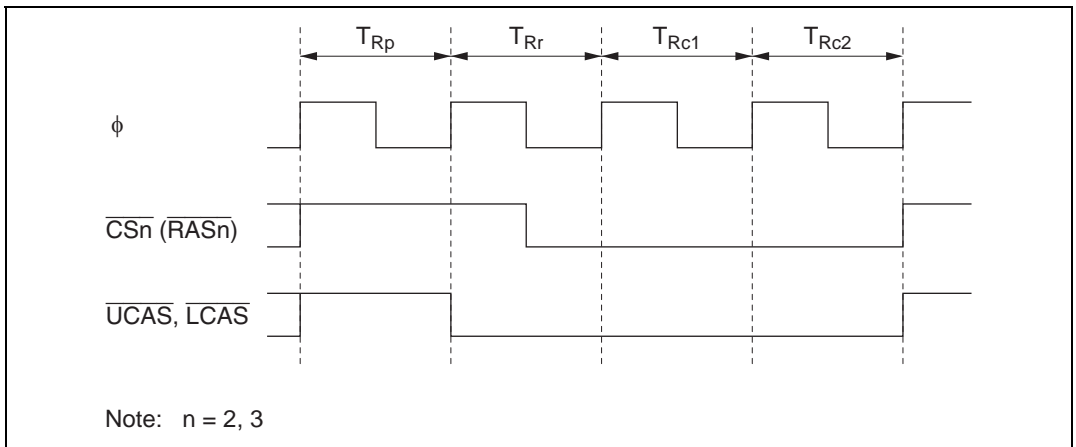 TRp TRr TRc1 TRc2
ϕ
CSn (RASn)
UCAS, LCAS
Note: n = 2, 3